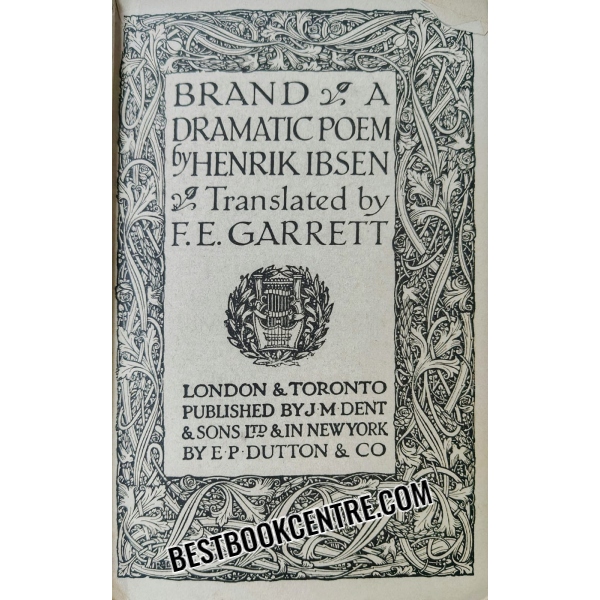 BRAND A
DRAMATIC POEM
by HENRIK IBSEN
Translated by
F. E. GARRETT
LONDON & TORONTO
PUBLISHED BY J·M·DENT
& SONS LTD & IN NEW YORK
BY E·P·DUTTON & CO
BESTBOOKCENTRE.COM